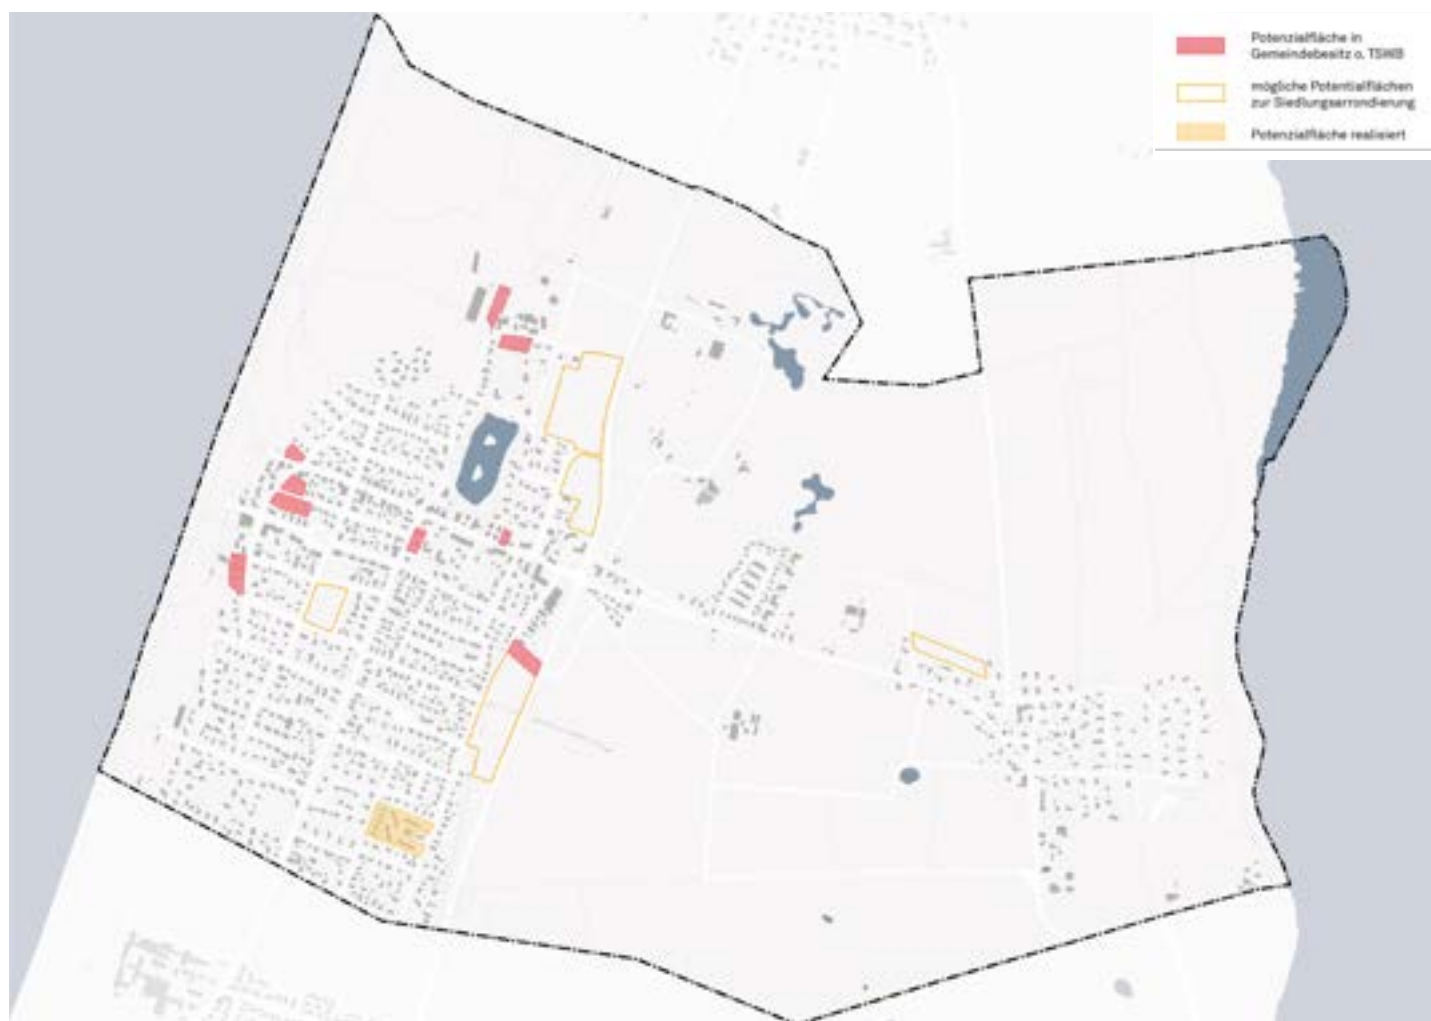 Potenzialfläche in
Gemeindebesitz o. TSWB
mögliche Potentialflächen
zur Siedlungsarrondierung
Potenzialfläche realisiert